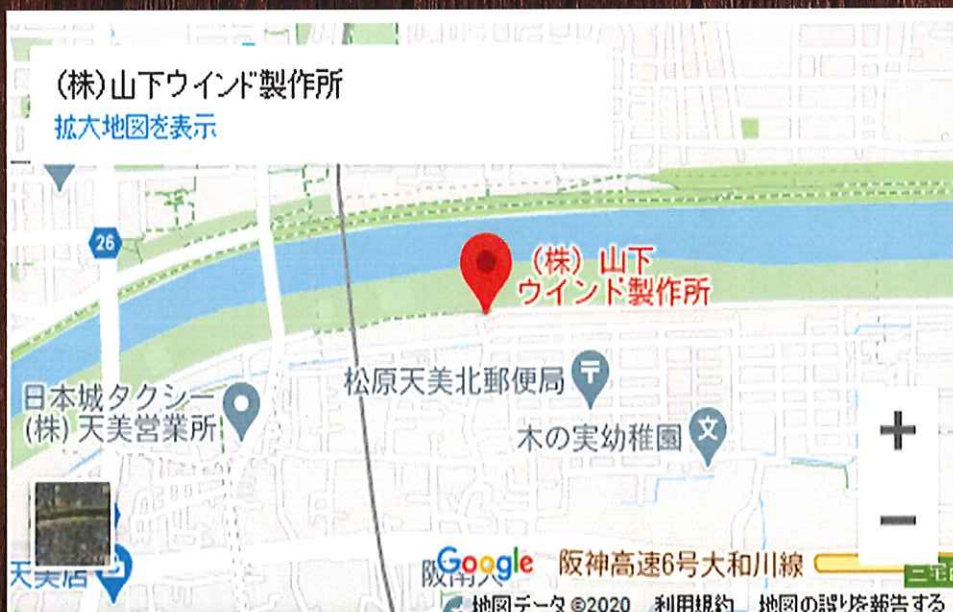 (株)山下ウインド製作所
拡大地図を表示
26
(株) 山下
ウインド製作所
松原天美北郵便局
日本城タクシー
(株) 天美営業所
木の実幼稚園
文
天美店
Google
阪神高速6号大和川線
地図データ ©2020 利用規約 地図の誤りを報告する